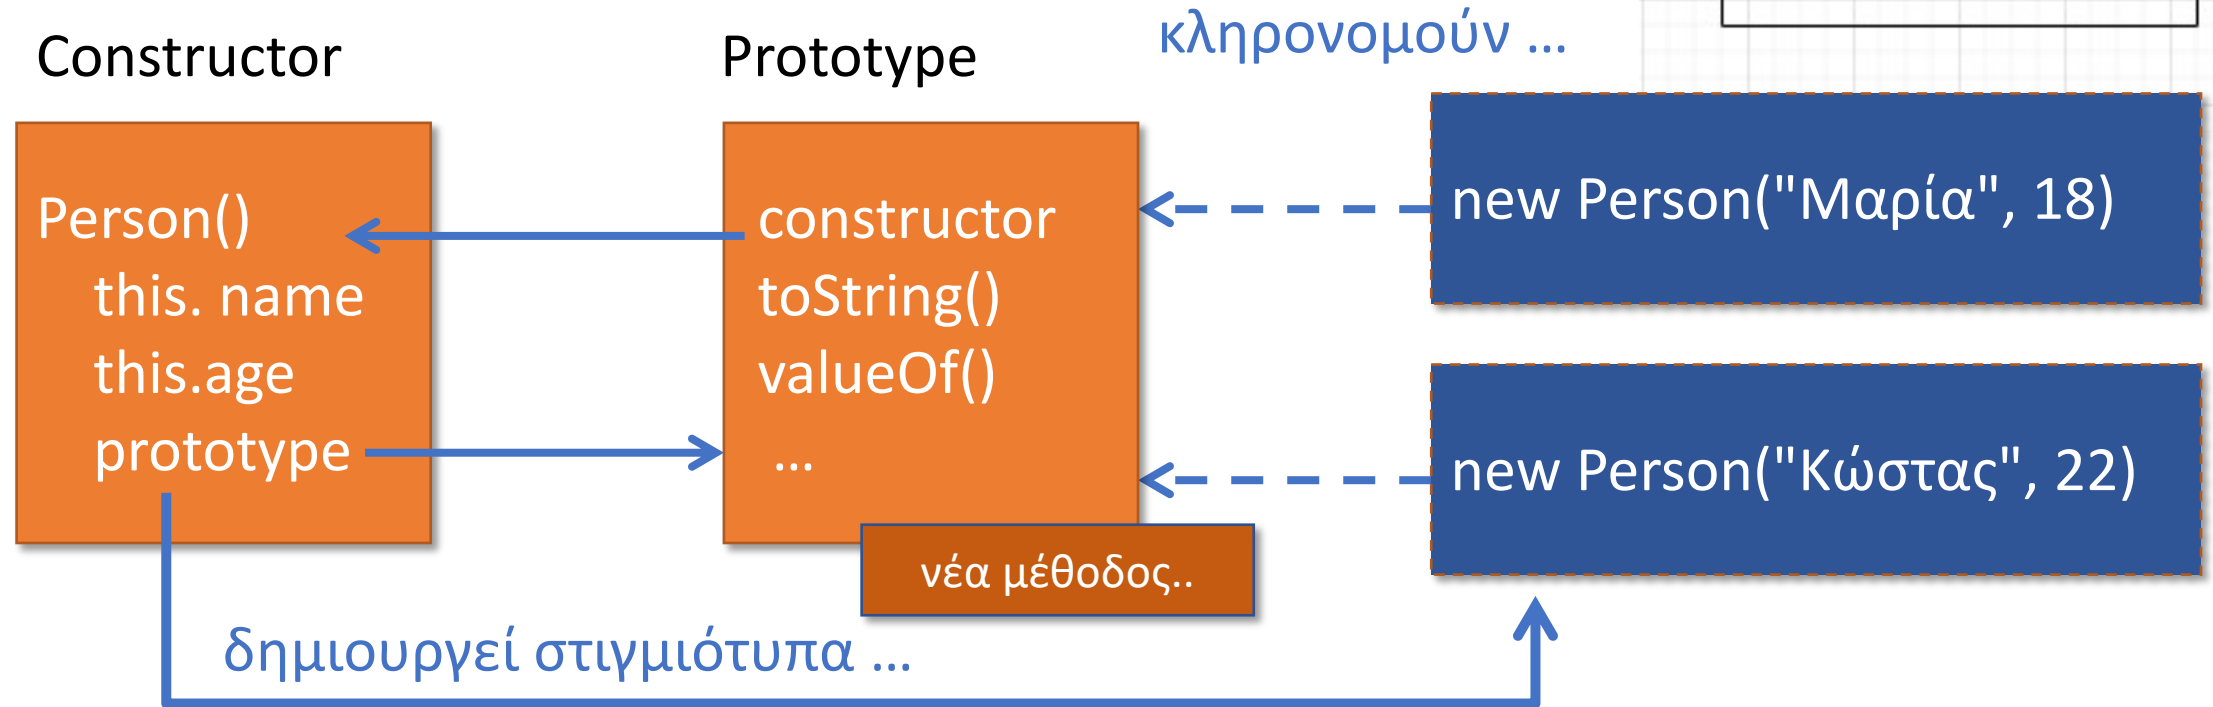 Constructor
Prototype
κληρονομούν ...
Person()
this. name
this.age
prototype
constructor
toString()
valueOf()
...
νέα μέθοδος..
new Person("Μαρία", 18)
new Person("Κώστας", 22)
δημιουργεί στιγμιότυπα ...